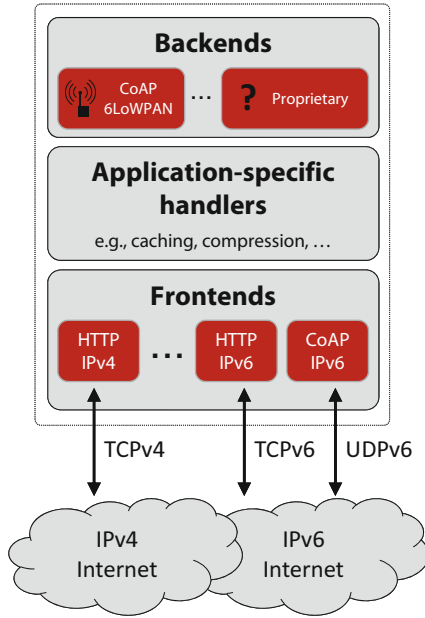 Backends
CoAP
6LoWPAN
...
?
Proprietary
Application-specific
handlers
e.g., caching, compression, ...
Frontends
HTTP
IPv4
...
HTTP
IPv6
CoAP
IPv6
TCPv4
TCPv6
UDPv6
IPv4
Internet
IPv6
Internet